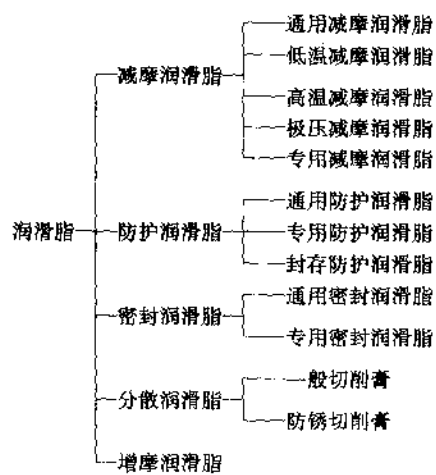 通用减摩润滑脂
低温减摩润滑脂
减摩润滑脂
高温减摩润滑脂
极压减摩润滑脂
专用减摩润滑脂
通用防护润滑脂
润滑脂
防护润滑脂
专用防护润滑脂
封存防护润滑脂
通用密封润滑脂
密封润滑脂
专用密封润滑脂
一般切削膏
分散润滑脂
防锈切削膏
增摩润滑脂